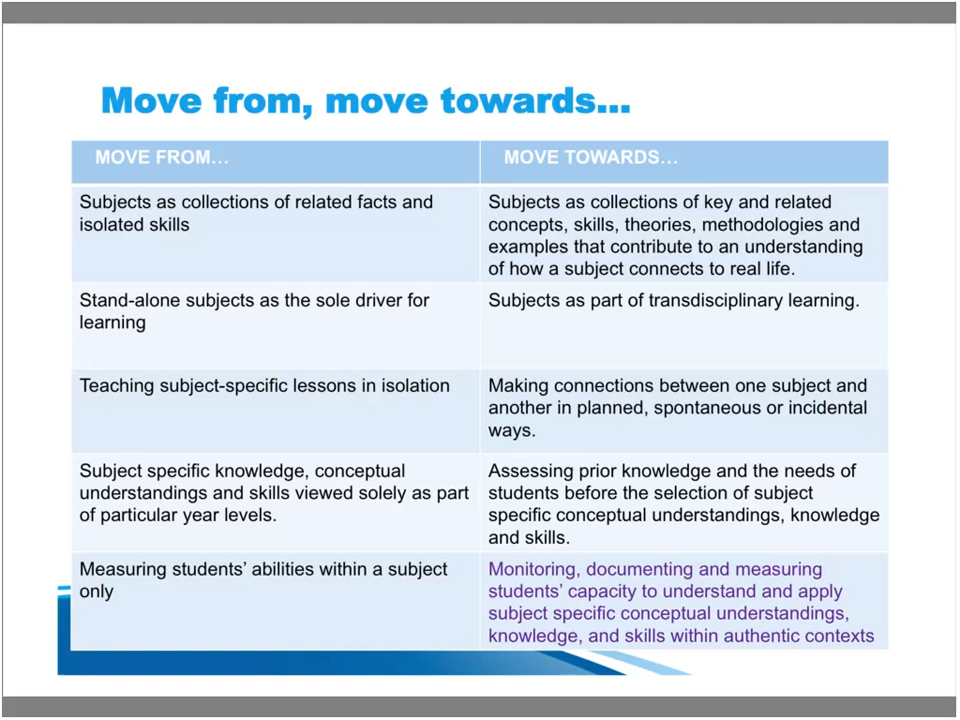 Move from, move towards...
MOVE FROM...
MOVE TOWARDS...
Subjects as collections of related facts and
isolated skills
Subjects as collections of key and related
concepts, skills, theories, methodologies and
examples that contribute to an understanding
of how a subject connects to real life.
Stand-alone subjects as the sole driver for
learning
Subjects as part of transdisciplinary learning.
Teaching subject-specific lessons in isolation
Making connections between one subject and
another in planned, spontaneous or incidental
ways.
Subject specific knowledge, conceptual
understandings and skills viewed solely as part
of particular year levels.
Assessing prior knowledge and the needs of
students before the selection of subject
specific conceptual understandings, knowledge
and skills.
Measuring students' abilities within a subject
only
Monitoring, documenting and measuring
students' capacity to understand and apply
subject specific conceptual understandings,
knowledge, and skills within authentic contexts